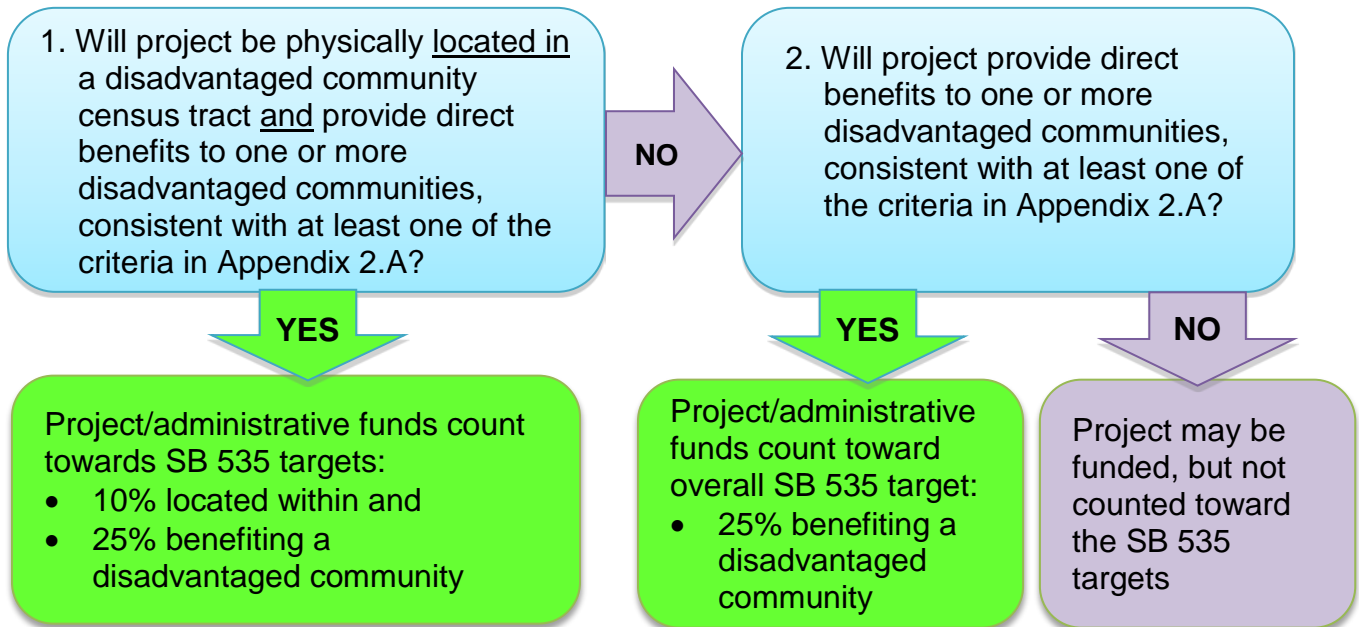 1. Will project be physically located in
a disadvantaged community
census tract and provide direct
benefits to one or more
disadvantaged communities,
consistent with at least one of the
criteria in Appendix 2.A?
NO
2. Will project provide direct
benefits to one or more
disadvantaged communities,
consistent with at least one of
the criteria in Appendix 2.A?
YES
YES
NO
Project/administrative funds count
towards SB 535 targets:
• 10% located within and
• 25% benefiting a
disadvantaged community
Project/administrative
funds count toward
overall SB 535 target:
• 25% benefiting a
disadvantaged
community
Project may be
funded, but not
counted toward
the SB 535
targets